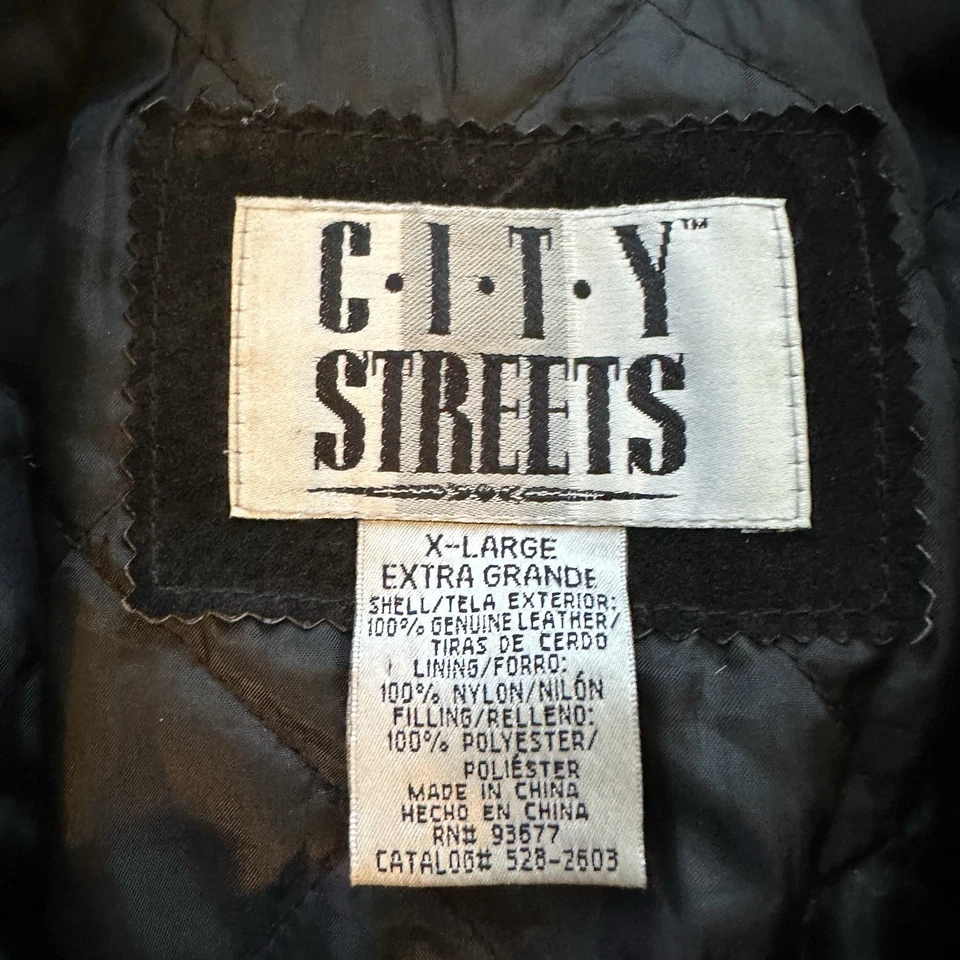 C·I·T·Y™
STREETS
X-LARGE
EXTRA GRANDE
SHELL/TELA EXTERIOR:
100% GENUINE LEATHER/
TIRAS DE CERDO
LINING/FORRO:
100% NYLON/NILÓN
FILLING/RELLENO:
100% POLYESTER/
POLIÉSTER
MADE IN CHINA
HECHO EN CHINA
RN# 93677
CATALOG# 528-2603